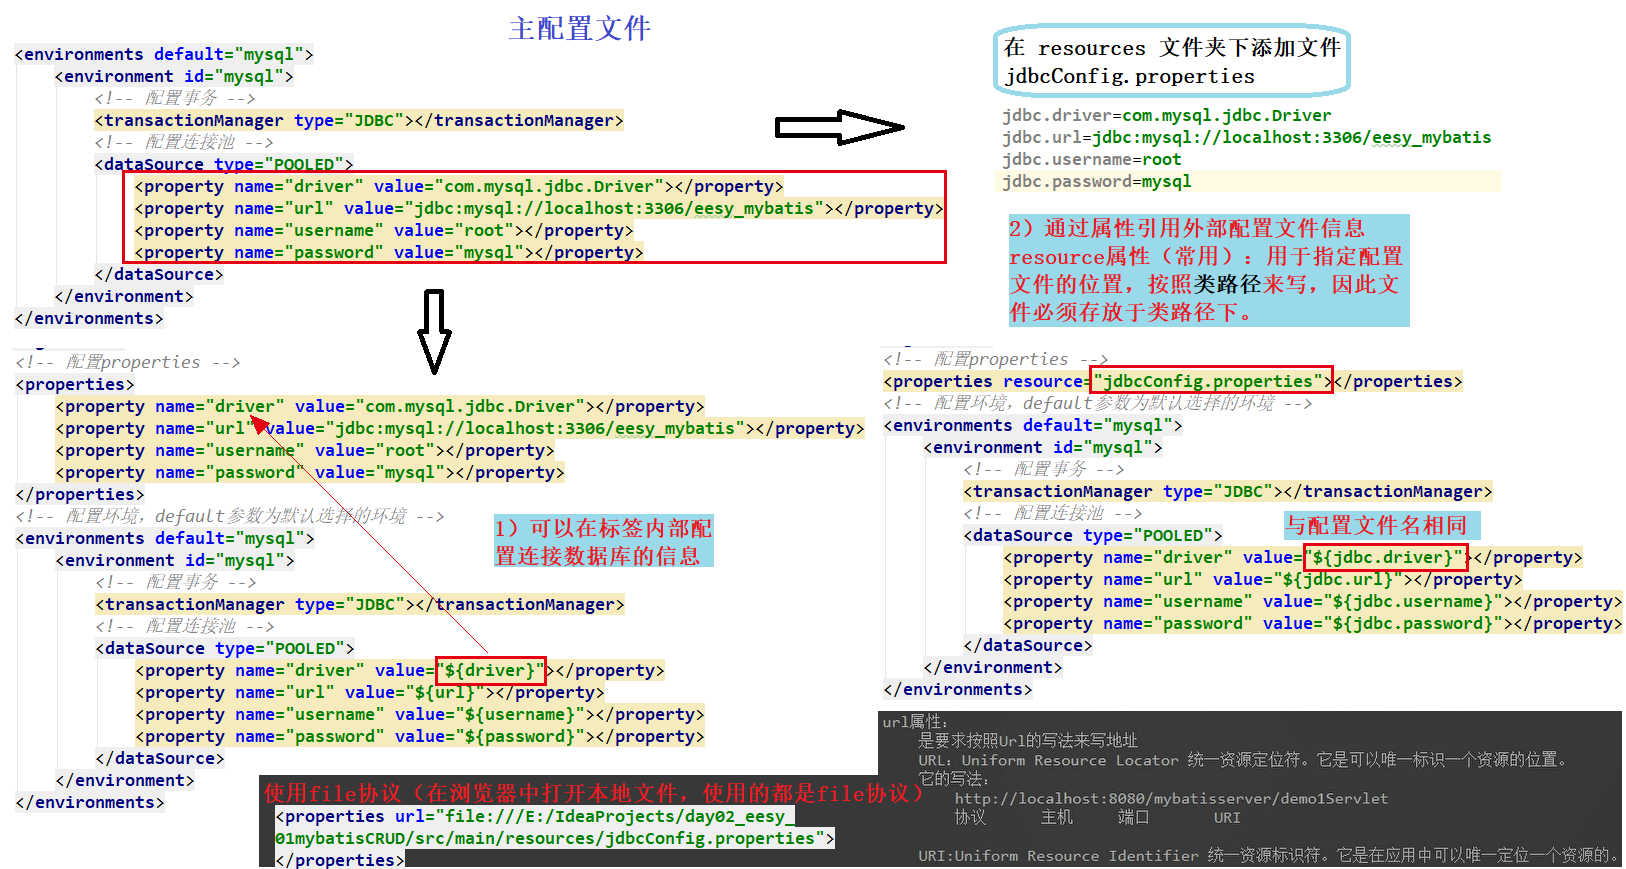 主配置文件
<environments default="mysql">
<environment id="mysql">
<!-- 配置事务 -->
<transactionManager type="JDBC"></transactionManager>
<!-- 配置连接池 -->
<dataSource type="POOLED">
<property name="driver" value="com.mysql.jdbc.Driver"></property>
<property name="url" value="jdbc:mysql://localhost:3306/eesy_mybatis"></property>
<property name="username" value="root"></property>
<property name="password" value="mysql"></property>
</dataSource>
</environment>
</environments>
在 resources 文件夹下添加文件
jdbcConfig.properties
jdbc.driver=com.mysql.jdbc.Driver
jdbc.url=jdbc:mysql://localhost:3306/eesy_mybatis
jdbc.username=root
jdbc.password=mysql
2）通过属性引用外部配置文件信息
resource属性（常用）：用于指定配置
文件的位置，按照类路径来写，因此文
件必须存放于类路径下。
<!-- 配置properties -->
<properties>
<property name="driver" value="com.mysql.jdbc.Driver"></property>
<property name="url" value="jdbc:mysql://localhost:3306/eesy_mybatis"></property>
<property name="username" value="root"></property>
<property name="password" value="mysql"></property>
</properties>
<!-- 配置环境，default参数为默认选择的环境 -->
<environments default="mysql">
<environment id="mysql">
<!-- 配置事务 -->
<transactionManager type="JDBC"></transactionManager>
<!-- 配置连接池 -->
<dataSource type="POOLED">
<property name="driver" value="${driver}"></property>
<property name="url" value="${url}"></property>
<property name="username" value="${username}"></property>
<property name="password" value="${password}"></property>
</dataSource>
</environment>
</environments>
1）可以在标签内部配
置连接数据库的信息
<!-- 配置properties -->
<properties resource="jdbcConfig.properties"></properties>
<!-- 配置环境，default参数为默认选择的环境 -->
<environments default="mysql">
<environment id="mysql">
<!-- 配置事务 -->
<transactionManager type="JDBC"></transactionManager>
<!-- 配置连接池 -->
<dataSource type="POOLED">
与配置文件名相同
<property name="driver" value="${jdbc.driver}"></property>
<property name="url" value="${jdbc.url}"></property>
<property name="username" value="${jdbc.username}"></property>
<property name="password" value="${jdbc.password}"></property>
</dataSource>
</environment>
</environments>
使用file协议（在浏览器中打开本地文件，使用的都是file协议）
<properties url="file:///E:/IdeaProjects/day02_eesy_
01mybatisCRUD/src/main/resources/jdbcConfig.properties">
</properties>
url属性：
是要求按照Url的写法来写地址
URL：Uniform Resource Locator 统一资源定位符。它是可以唯一标识一个资源的位置。
它的写法：
http://localhost:8080/mybatisserver/demo1Servlet
协议 主机 端口 URI
URI:Uniform Resource Identifier 统一资源标识符。它是在应用中可以唯一定位一个资源的。